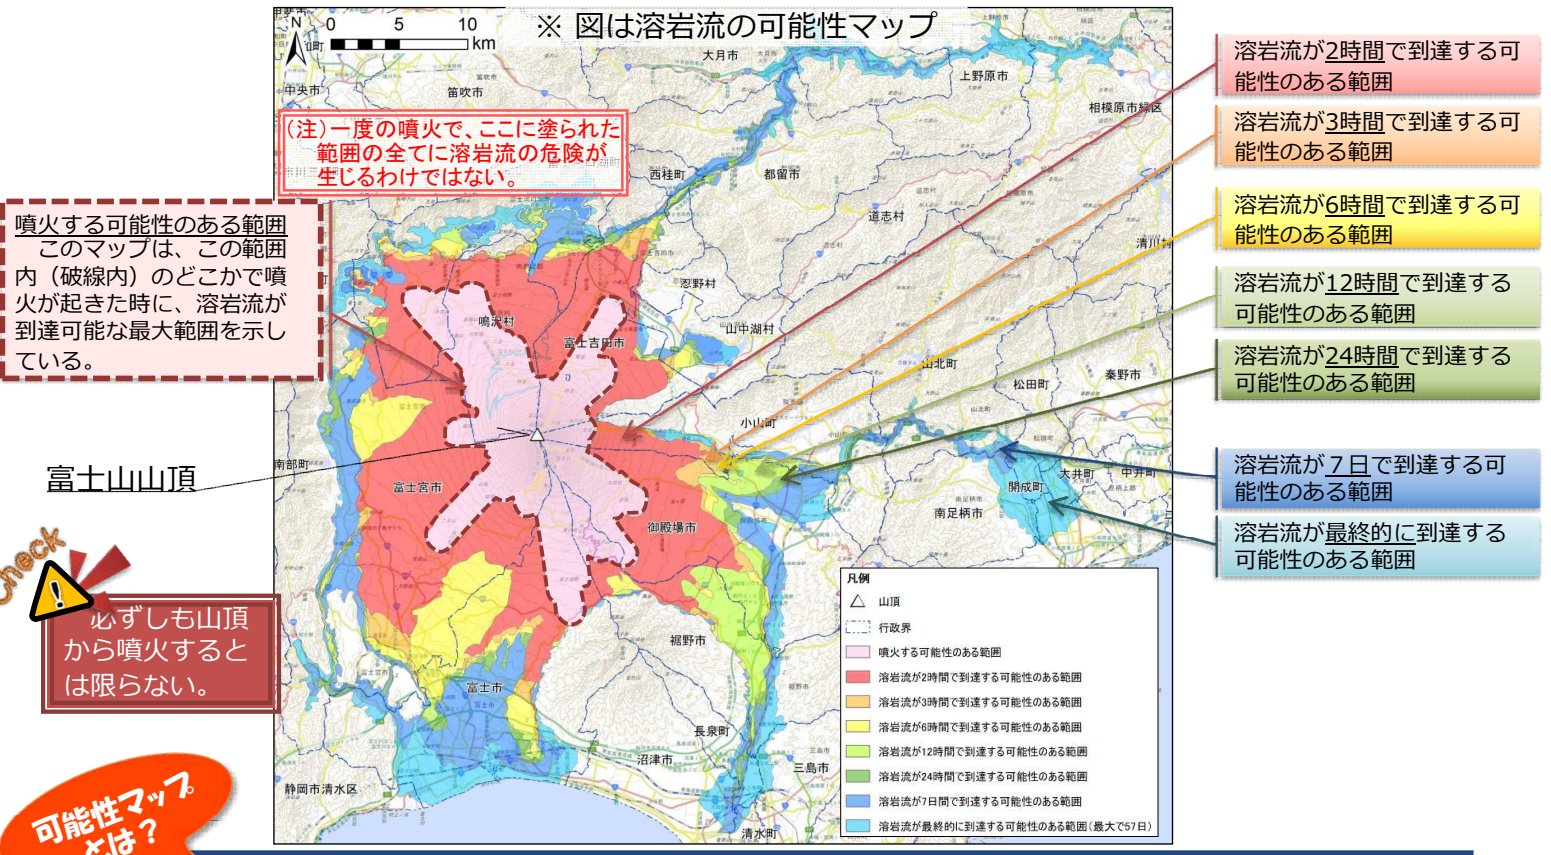 ※ 図は溶岩流の可能性マップ
N 0 5 10
km
大月市
上野原市
中央市
笛吹市
相模原市緑区
(注)一度の噴火で、ここに塗られた
範囲の全てに溶岩流の危険が
生じるわけではない。
西桂町
都留市
道志村
清川村
噴火する可能性のある範囲
このマップは、この範囲
内（破線内）のどこかで噴
火が起きた時に、溶岩流が
到達可能な最大範囲を示し
ている。
忍野村
鳴沢村
山中湖村
富士吉田市
山北町
松田町
秦野市
小山町
南部町
富士山山頂
富士宮市
御殿場市
大井町
中井町
開成町
南足柄市
裾野市
富士市
長泉町
沼津市
三島市
静岡市清水区
清水町
溶岩流が2時間で到達する可
能性のある範囲
溶岩流が3時間で到達する可
能性のある範囲
溶岩流が6時間で到達する可
能性のある範囲
溶岩流が12時間で到達する
可能性のある範囲
溶岩流が24時間で到達する
可能性のある範囲
溶岩流が７日で到達する可
能性のある範囲
溶岩流が最終的に到達する
可能性のある範囲
Check
!
必ずしも山頂
から噴火すると
は限らない。
凡例
山頂
行政界
噴火する可能性のある範囲
溶岩流が2時間で到達する可能性のある範囲
溶岩流が3時間で到達する可能性のある範囲
溶岩流が6時間で到達する可能性のある範囲
溶岩流が12時間で到達する可能性のある範囲
溶岩流が24時間で到達する可能性のある範囲
溶岩流が7日間で到達する可能性のある範囲
溶岩流が最終的に到達する可能性のある範囲(最大で57日)
可能性マップ
とは？